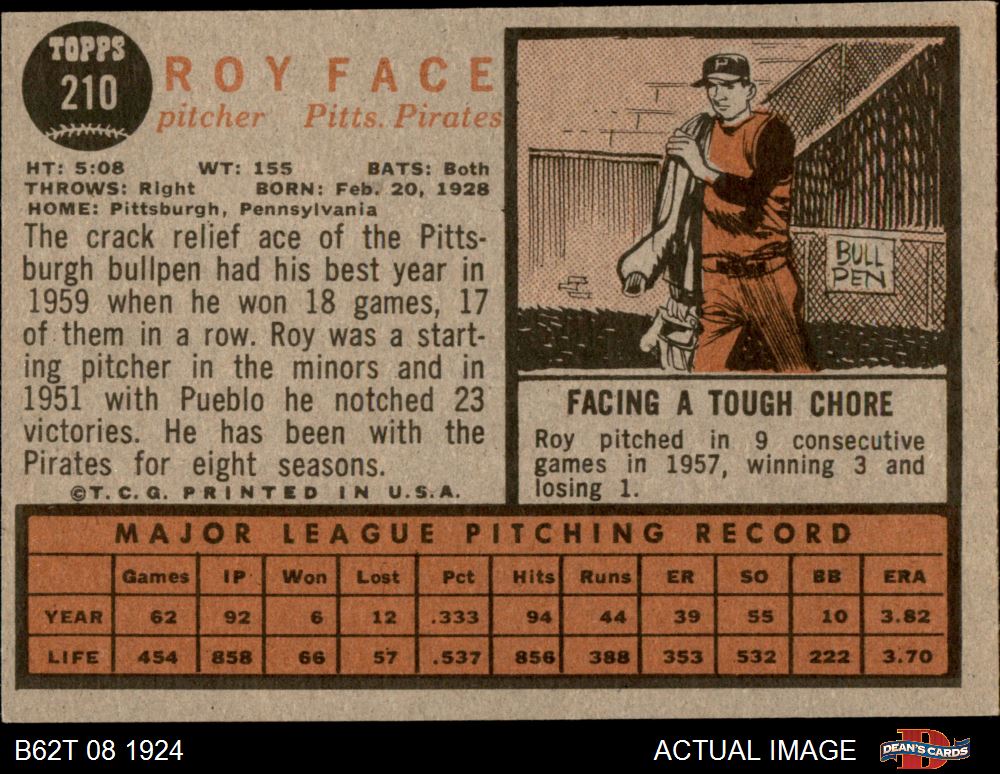 TOPPS
210
ROY FACE
pitcher Pitts. Pirates
HT: 5:08 WT: 155 BATS: Both
THROWS: Right BORN: Feb. 20, 1928
HOME: Pittsburgh, Pennsylvania
The crack relief ace of the Pitts-
burgh bullpen had his best year in
1959 when he won 18 games, 17
of them in a row. Roy was a start-
ing pitcher in the minors and in
1951 with Pueblo he notched 23
victories. He has been with the
Pirates for eight seasons.
©T.C.G. PRINTED IN U.S.A.
P
BULL
PEN
FACING A TOUGH CHORE
Roy pitched in 9 consecutive
games in 1957, winning 3 and
losing 1.
MAJOR LEAGUE PITCHING RECORD
Games IP Won Lost Pct Hits Runs ER SO BB ERA
YEAR 62 92 6 12 .333 94 44 39 55 10 3.82
LIFE 454 858 66 57 .537 856 388 353 532 222 3.70
B62T 08 1924 ACTUAL IMAGE
DEAN'S CARDS